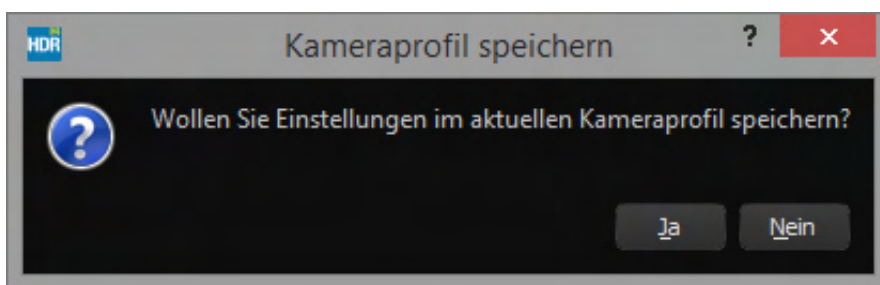 HDR
Kameraprofil speichern ?
Wollen Sie Einstellungen im aktuellen Kameraprofil speichern?
Ja Nein